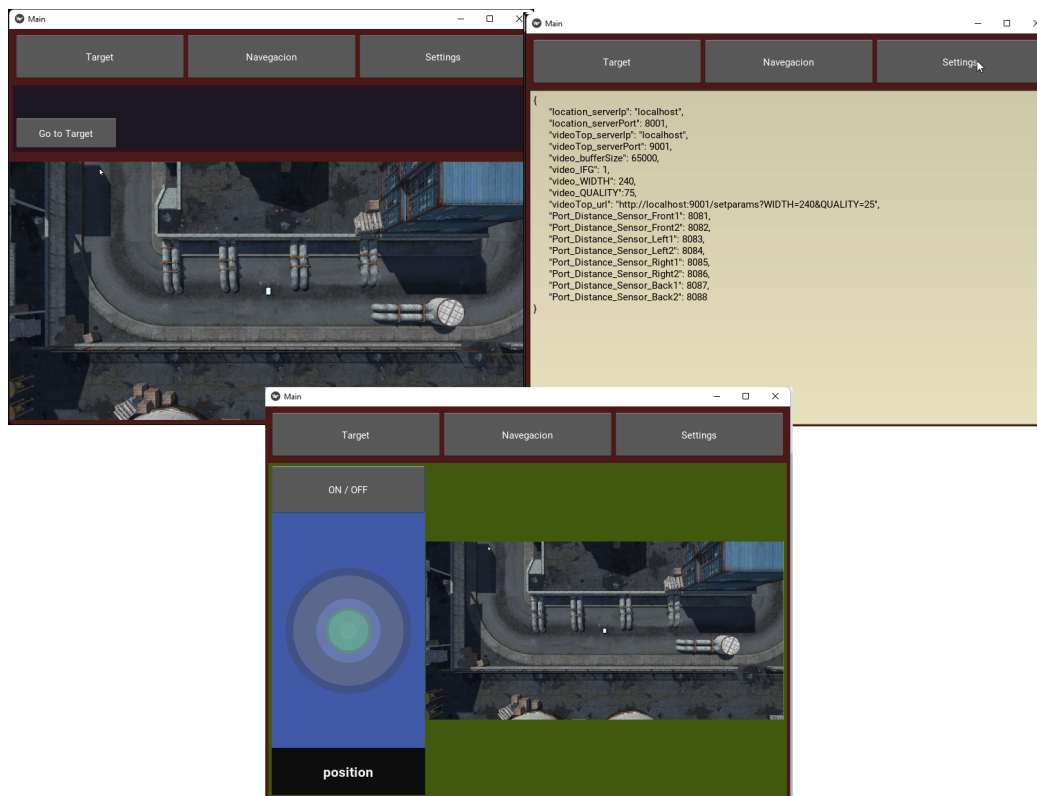 Main
Target
Navegacion
Settings
Go to Target
Main
Target
Navegacion
Settings
{
"location_serverIp": "localhost",
"location_serverPort": 8001,
"videoTop_serverIp": "localhost",
"videoTop_serverPort": 9001,
"video_bufferSize": 65000,
"video_IFG": 1,
"video_WIDTH": 240,
"video_QUALITY":75,
"videoTop_url": "http://localhost:9001/setparams?WIDTH=240&QUALITY=25",
"Port_Distance_Sensor_Front1": 8081,
"Port_Distance_Sensor_Front2": 8082,
"Port_Distance_Sensor_Left1": 8083,
"Port_Distance_Sensor_Left2": 8084,
"Port_Distance_Sensor_Right1": 8085,
"Port_Distance_Sensor_Right2": 8086,
"Port_Distance_Sensor_Back1": 8087,
"Port_Distance_Sensor_Back2": 8088
}
Main
Target
Navegacion
Settings
ON / OFF
position